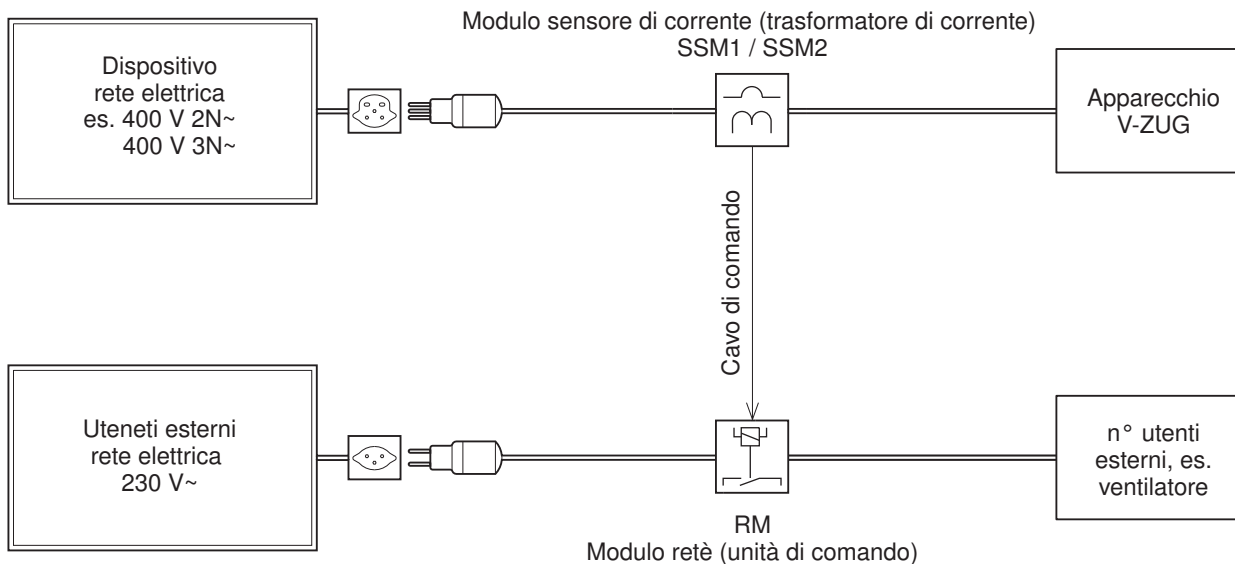 Modulo sensore di corrente (trasformatore di corrente)
SSM1 / SSM2
Dispositivo
rete elettrica
es. 400 V 2N~
400 V 3N~
Apparecchio
V-ZUG
Cavo di comando
Uteneti esterni
rete elettrica
230 V~
n° utenti
esterni, es.
ventilatore
RM
Modulo retè (unità di comando)